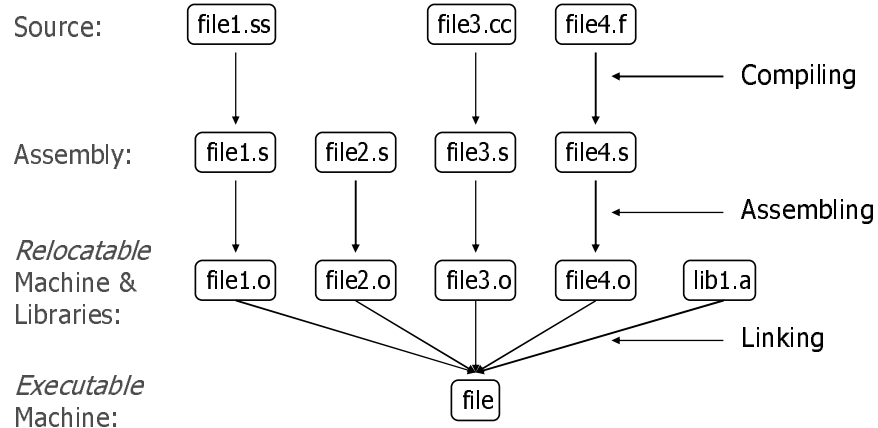 Source: file1.ss file3.cc file4.f
Compiling
Assembly: file1.s file2.s file3.s file4.s
Assembling
Relocatable
Machine & file1.o file2.o file3.o file4.o lib1.a
Libraries:
Linking
Executable
file
Machine: